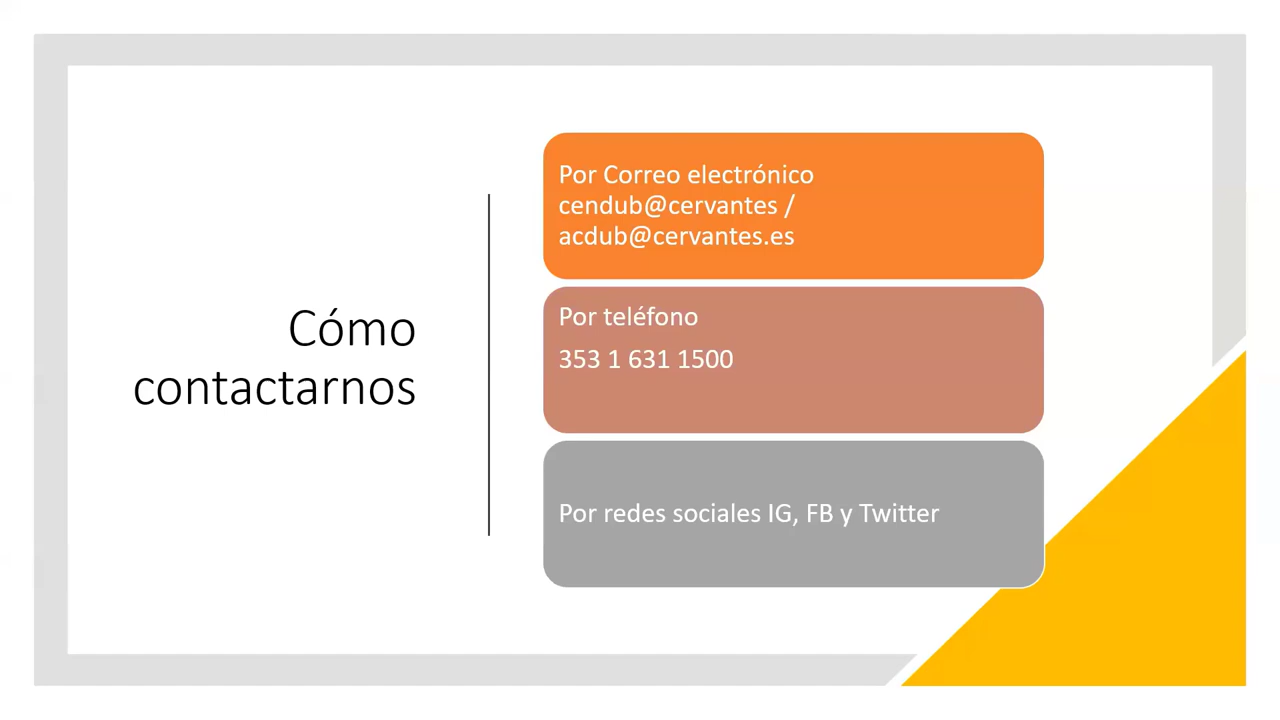 Cómo
contactarnos
Por Correo electrónico
cendub@cervantes /
acdub@cervantes.es
Por teléfono
353 1 631 1500
Por redes sociales IG, FB y Twitter